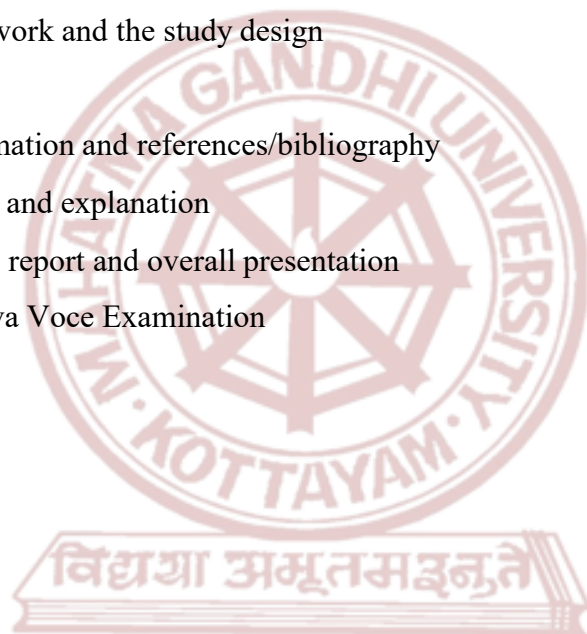 work and the study design
mation and references/bibliography
and explanation
report and overall presentation
va Voce Examination
MAHATMA GANDHI UNIVERSITY
KOTTAYAM
विद्यया अमृतमश्नुते